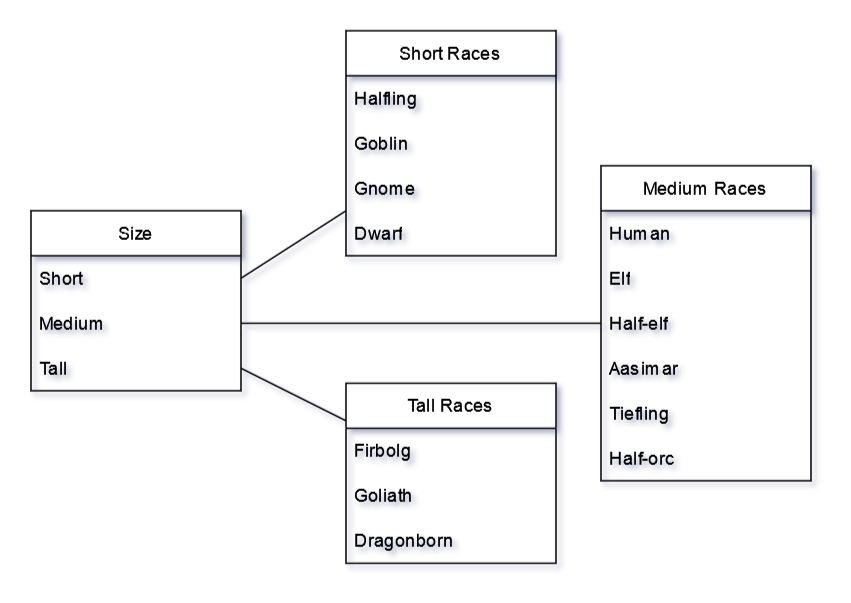 Size
Short
Medium
Tall
Short Races
Halfling
Goblin
Gnome
Dwarf
Medium Races
Human
Elf
Half-elf
Aasimar
Tiefling
Half-orc
Tall Races
Firbolg
Goliath
Dragonborn